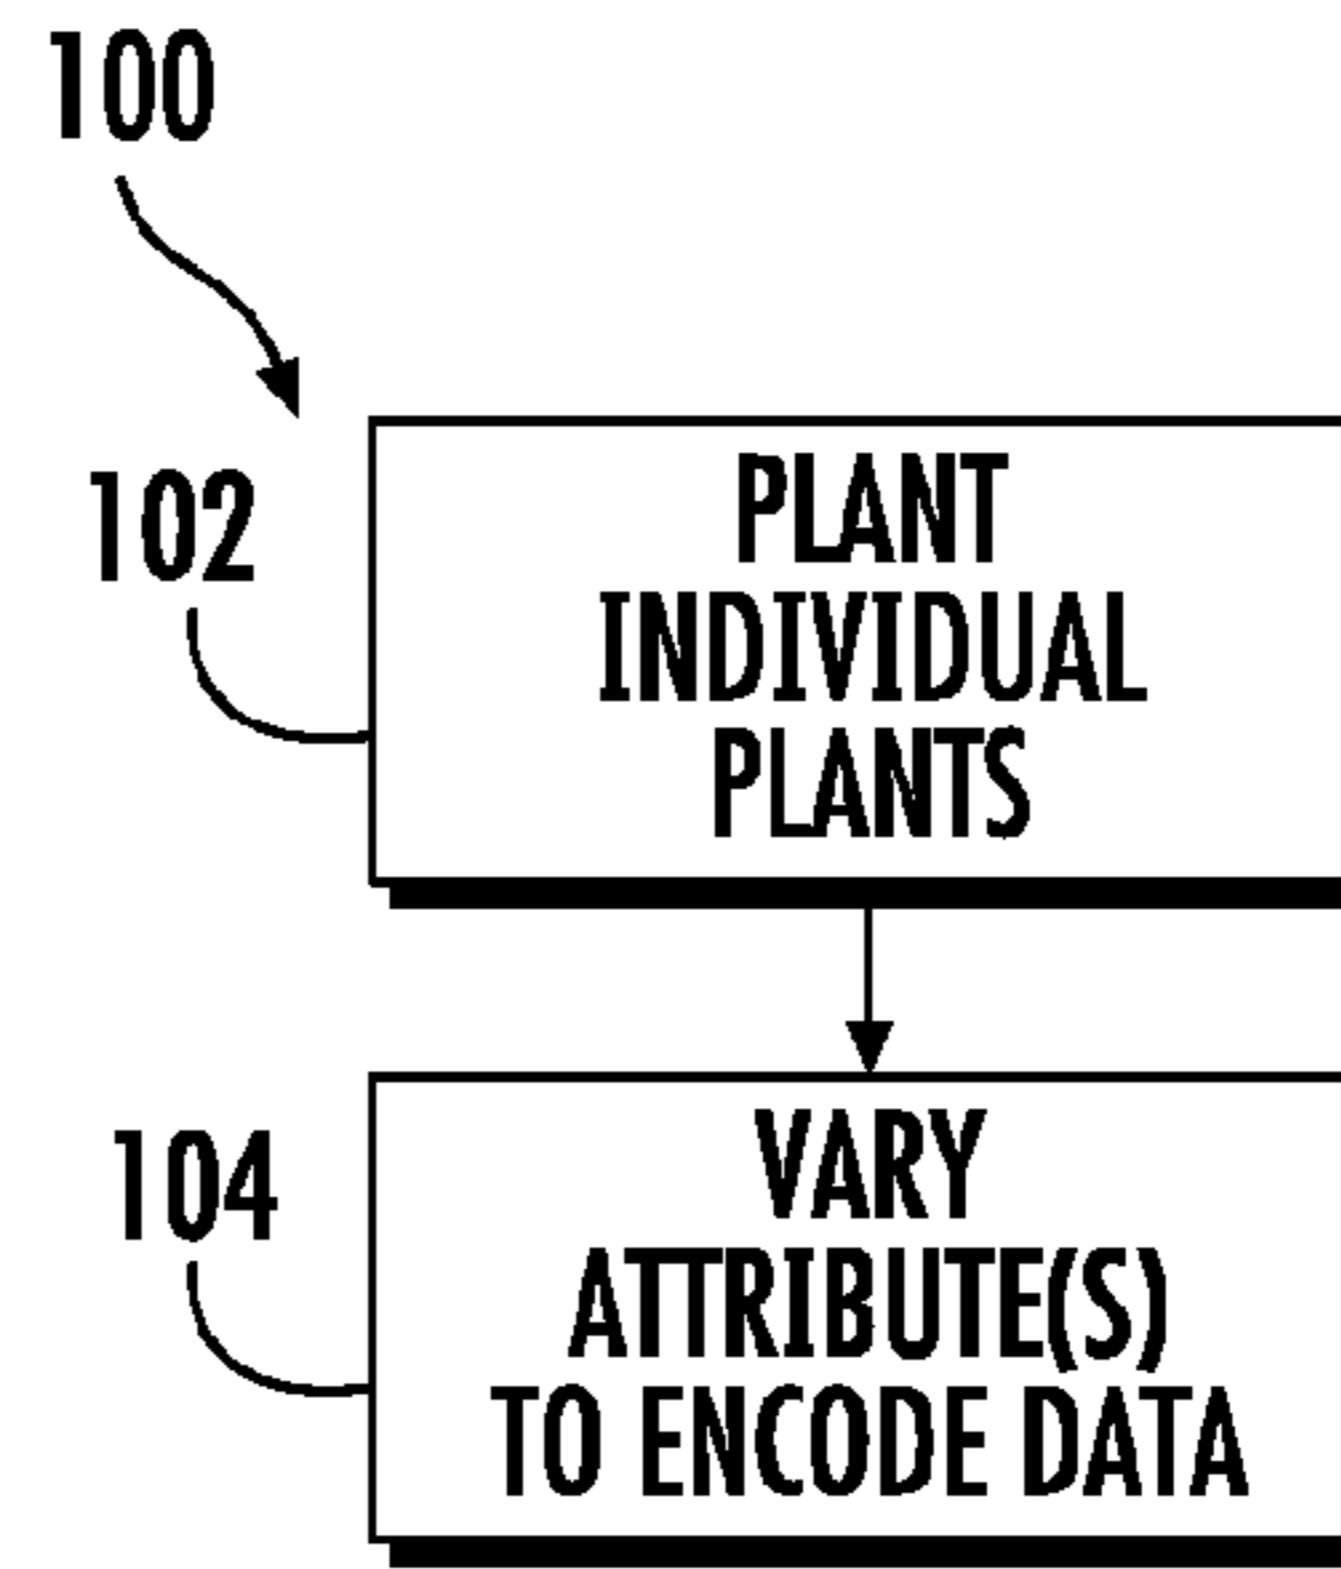 100
102
PLANT
INDIVIDUAL
PLANTS
104
VARY
ATTRIBUTE(S)
TO ENCODE DATA